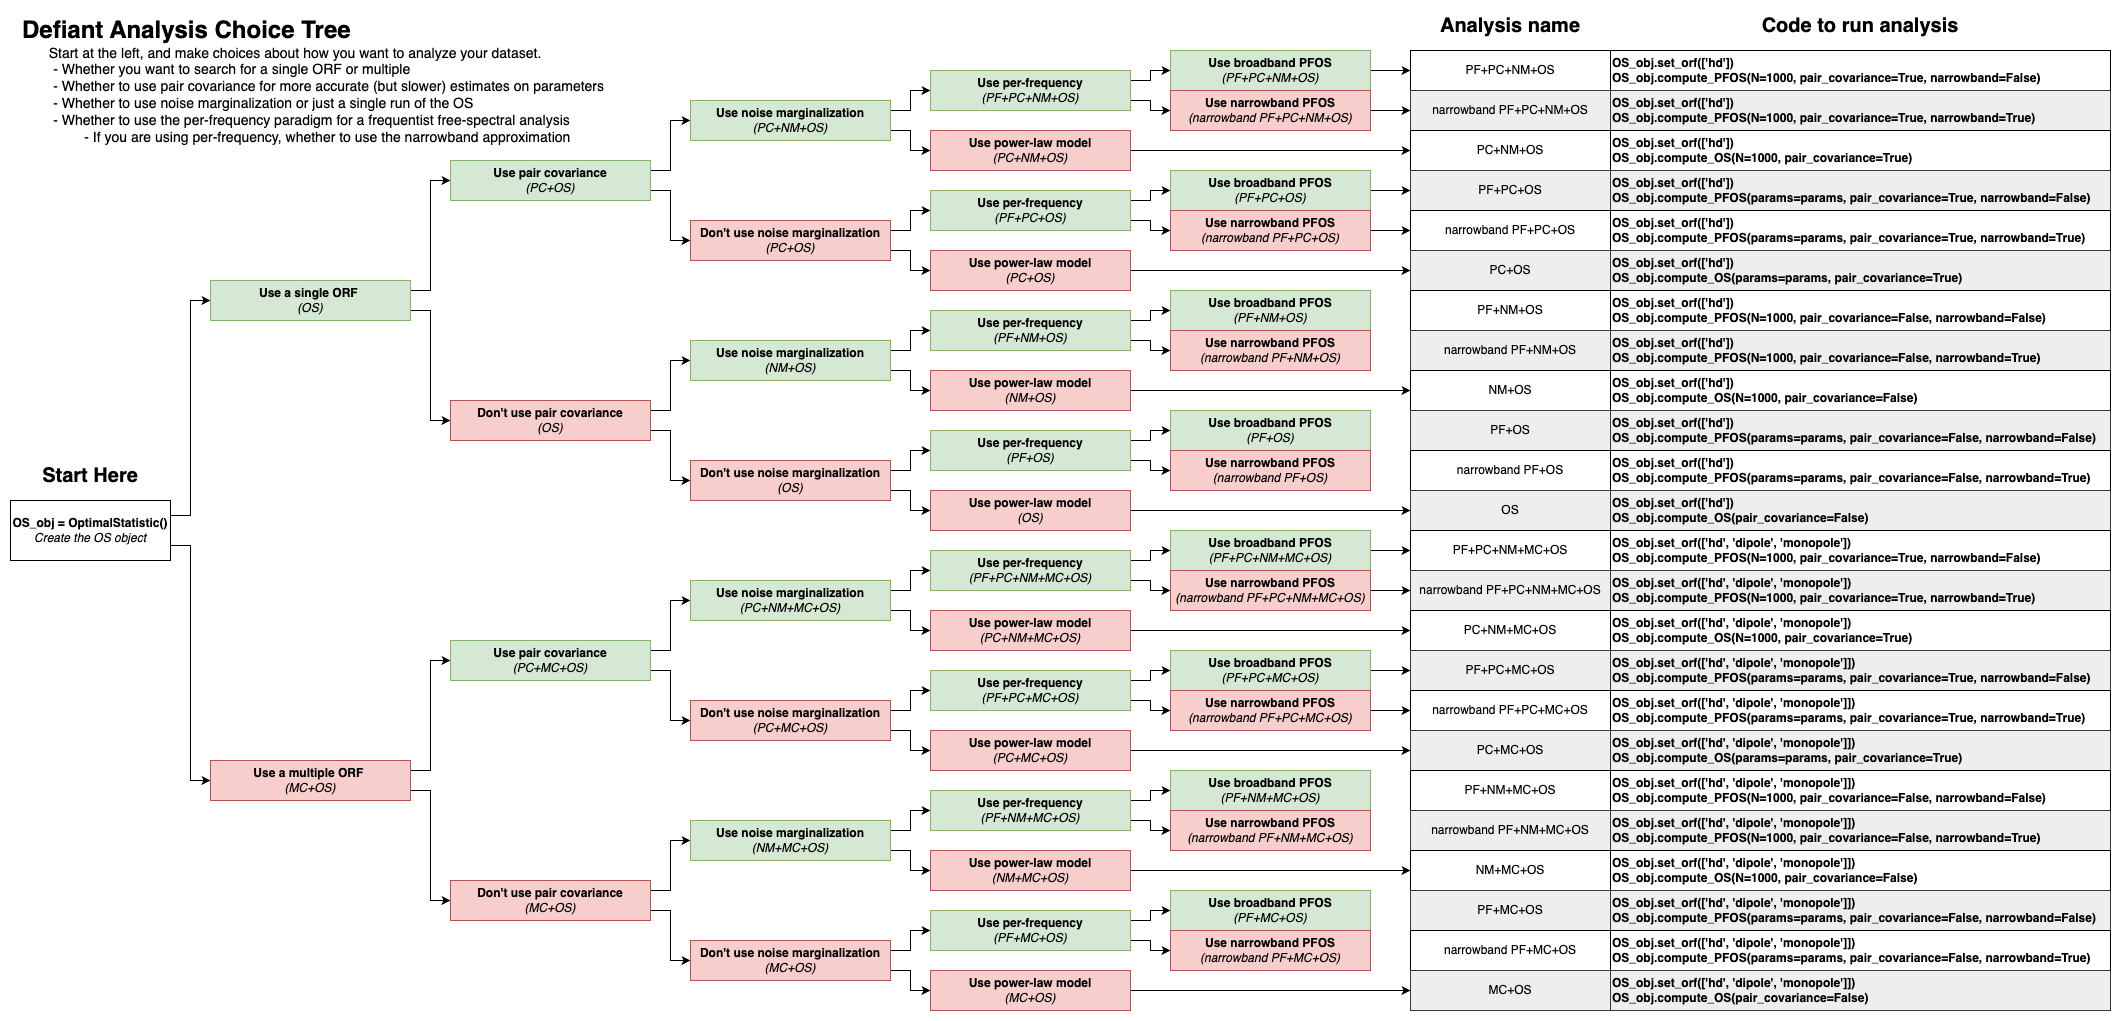 Defiant Analysis Choice Tree
Start at the left, and make choices about how you want to analyze your dataset.
- Whether you want to search for a single ORF or multiple
- Whether to use pair covariance for more accurate (but slower) estimates on parameters
- Whether to use noise marginalization or just a single run of the OS
- Whether to use the per-frequency paradigm for a frequentist free-spectral analysis
- If you are using per-frequency, whether to use the narrowband approximation
Start Here
OS_obj = OptimalStatistic()
Create the OS object
Use a single ORF
(OS)
Use a multiple ORF
(MC+OS)
Use pair covariance
(PC+OS)
Don't use pair covariance
(OS)
Use pair covariance
(PC+MC+OS)
Don't use pair covariance
(MC+OS)
Use noise marginalization
(PC+NM+OS)
Don't use noise marginalization
(PC+OS)
Use noise marginalization
(NM+OS)
Don't use noise marginalization
(OS)
Use noise marginalization
(PC+NM+MC+OS)
Don't use noise marginalization
(PC+MC+OS)
Use noise marginalization
(NM+MC+OS)
Don't use noise marginalization
(MC+OS)
Use per-frequency
(PF+PC+NM+OS)
Use power-law model
(PC+NM+OS)
Use per-frequency
(PF+PC+OS)
Use power-law model
(PC+OS)
Use per-frequency
(PF+NM+OS)
Use power-law model
(NM+OS)
Use per-frequency
(PF+OS)
Use power-law model
(OS)
Use per-frequency
(PF+PC+NM+MC+OS)
Use power-law model
(PC+NM+MC+OS)
Use per-frequency
(PF+PC+MC+OS)
Use power-law model
(PC+MC+OS)
Use per-frequency
(PF+NM+MC+OS)
Use power-law model
(NM+MC+OS)
Use per-frequency
(PF+MC+OS)
Use power-law model
(MC+OS)
Use broadband PFOS
(PF+PC+NM+OS)
Use narrowband PFOS
(narrowband PF+PC+NM+OS)
Use broadband PFOS
(PF+PC+OS)
Use narrowband PFOS
(narrowband PF+PC+OS)
Use broadband PFOS
(PF+NM+OS)
Use narrowband PFOS
(narrowband PF+NM+OS)
Use broadband PFOS
(PF+OS)
Use narrowband PFOS
(narrowband PF+OS)
Use broadband PFOS
(PF+PC+NM+MC+OS)
Use narrowband PFOS
(narrowband PF+PC+NM+MC+OS)
Use broadband PFOS
(PF+PC+MC+OS)
Use narrowband PFOS
(narrowband PF+PC+MC+OS)
Use broadband PFOS
(PF+NM+MC+OS)
Use narrowband PFOS
(narrowband PF+NM+MC+OS)
Use broadband PFOS
(PF+MC+OS)
Use narrowband PFOS
(narrowband PF+MC+OS)
Analysis name Code to run analysis
PF+PC+NM+OS
OS_obj.set_orf(['hd'])
OS_obj.compute_PFOS(N=1000, pair_covariance=True, narrowband=False)
narrowband PF+PC+NM+OS
OS_obj.set_orf(['hd'])
OS_obj.compute_PFOS(N=1000, pair_covariance=True, narrowband=True)
PC+NM+OS
OS_obj.set_orf(['hd'])
OS_obj.compute_OS(N=1000, pair_covariance=True)
PF+PC+OS
OS_obj.set_orf(['hd'])
OS_obj.compute_PFOS(params=params, pair_covariance=True, narrowband=False)
narrowband PF+PC+OS
OS_obj.set_orf(['hd'])
OS_obj.compute_PFOS(params=params, pair_covariance=True, narrowband=True)
PC+OS
OS_obj.set_orf(['hd'])
OS_obj.compute_OS(params=params, pair_covariance=True)
PF+NM+OS
OS_obj.set_orf(['hd'])
OS_obj.compute_PFOS(N=1000, pair_covariance=False, narrowband=False)
narrowband PF+NM+OS
OS_obj.set_orf(['hd'])
OS_obj.compute_PFOS(N=1000, pair_covariance=False, narrowband=True)
NM+OS
OS_obj.set_orf(['hd'])
OS_obj.compute_OS(N=1000, pair_covariance=False)
PF+OS
OS_obj.set_orf(['hd'])
OS_obj.compute_PFOS(params=params, pair_covariance=False, narrowband=False)
narrowband PF+OS
OS_obj.set_orf(['hd'])
OS_obj.compute_PFOS(params=params, pair_covariance=False, narrowband=True)
OS
OS_obj.set_orf(['hd'])
OS_obj.compute_OS(pair_covariance=False)
PF+PC+NM+MC+OS
OS_obj.set_orf(['hd', 'dipole', 'monopole'])
OS_obj.compute_PFOS(N=1000, pair_covariance=True, narrowband=False)
narrowband PF+PC+NM+MC+OS
OS_obj.set_orf(['hd', 'dipole', 'monopole'])
OS_obj.compute_PFOS(N=1000, pair_covariance=True, narrowband=True)
PC+NM+MC+OS
OS_obj.set_orf(['hd', 'dipole', 'monopole'])
OS_obj.compute_OS(N=1000, pair_covariance=True)
PF+PC+MC+OS
OS_obj.set_orf(['hd', 'dipole', 'monopole']])
OS_obj.compute_PFOS(params=params, pair_covariance=True, narrowband=False)
narrowband PF+PC+MC+OS
OS_obj.set_orf(['hd', 'dipole', 'monopole']])
OS_obj.compute_PFOS(params=params, pair_covariance=True, narrowband=True)
PC+MC+OS
OS_obj.set_orf(['hd', 'dipole', 'monopole']])
OS_obj.compute_OS(params=params, pair_covariance=True)
PF+NM+MC+OS
OS_obj.set_orf(['hd', 'dipole', 'monopole']])
OS_obj.compute_PFOS(N=1000, pair_covariance=False, narrowband=False)
narrowband PF+NM+MC+OS
OS_obj.set_orf(['hd', 'dipole', 'monopole']])
OS_obj.compute_PFOS(N=1000, pair_covariance=False, narrowband=True)
NM+MC+OS
OS_obj.set_orf(['hd', 'dipole', 'monopole']])
OS_obj.compute_OS(N=1000, pair_covariance=False)
PF+MC+OS
OS_obj.set_orf(['hd', 'dipole', 'monopole']])
OS_obj.compute_PFOS(params=params, pair_covariance=False, narrowband=False)
narrowband PF+MC+OS
OS_obj.set_orf(['hd', 'dipole', 'monopole']])
OS_obj.compute_PFOS(params=params, pair_covariance=False, narrowband=True)
MC+OS
OS_obj.set_orf(['hd', 'dipole', 'monopole']])
OS_obj.compute_OS(pair_covariance=False)